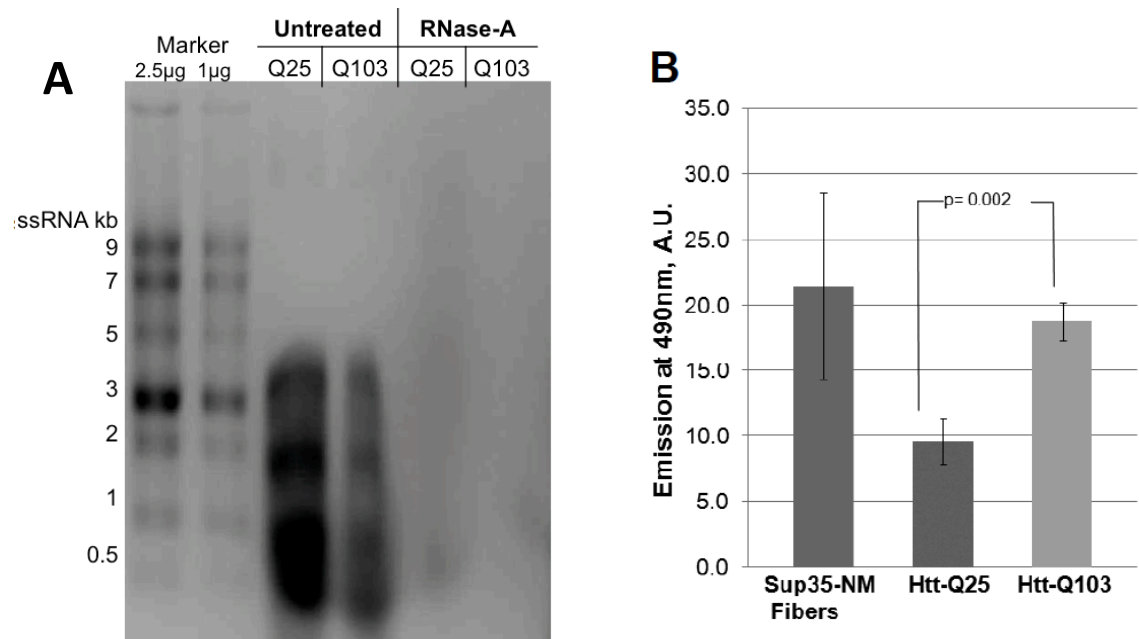 A
Marker
2.5µg 1µg
Untreated RNase-A
Q25 Q103 Q25 Q103
ssRNA kb
9
7
5
3
2
1
0.5
B
Emission at 490nm, A.U.
35.0
30.0
25.0
20.0
15.0
10.0
5.0
0.0
p= 0.002
Sup35-NM Htt-Q25 Htt-Q103
Fibers